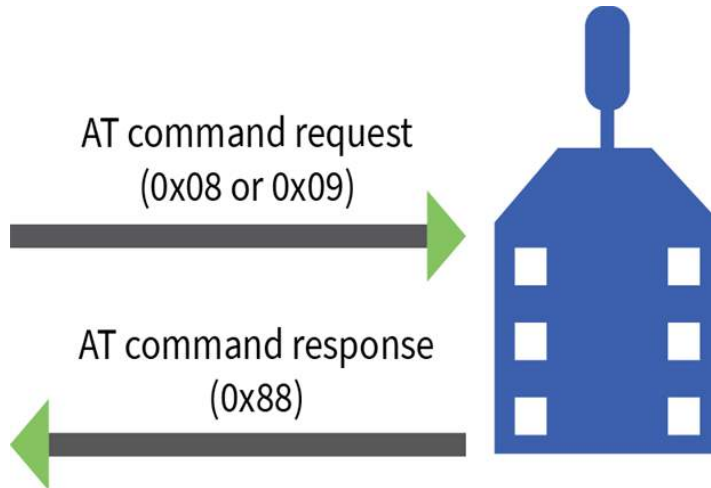 AT command request
(0x08 or 0x09)
AT command response
(0x88)